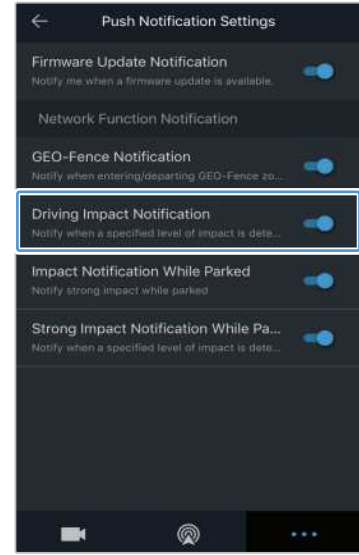 Push Notification Settings
Firmware Update Notification
Notify me when a firmware update is available.
Network Function Notification
GEO-Fence Notification
Notify when entering/departing GEO-Fence zo...
Driving Impact Notification
Notify when a specified level of impact is dete...
Impact Notification While Parked
Notify strong impact while parked
Strong Impact Notification While Pa...
Notify when a specified level of impact is dete...